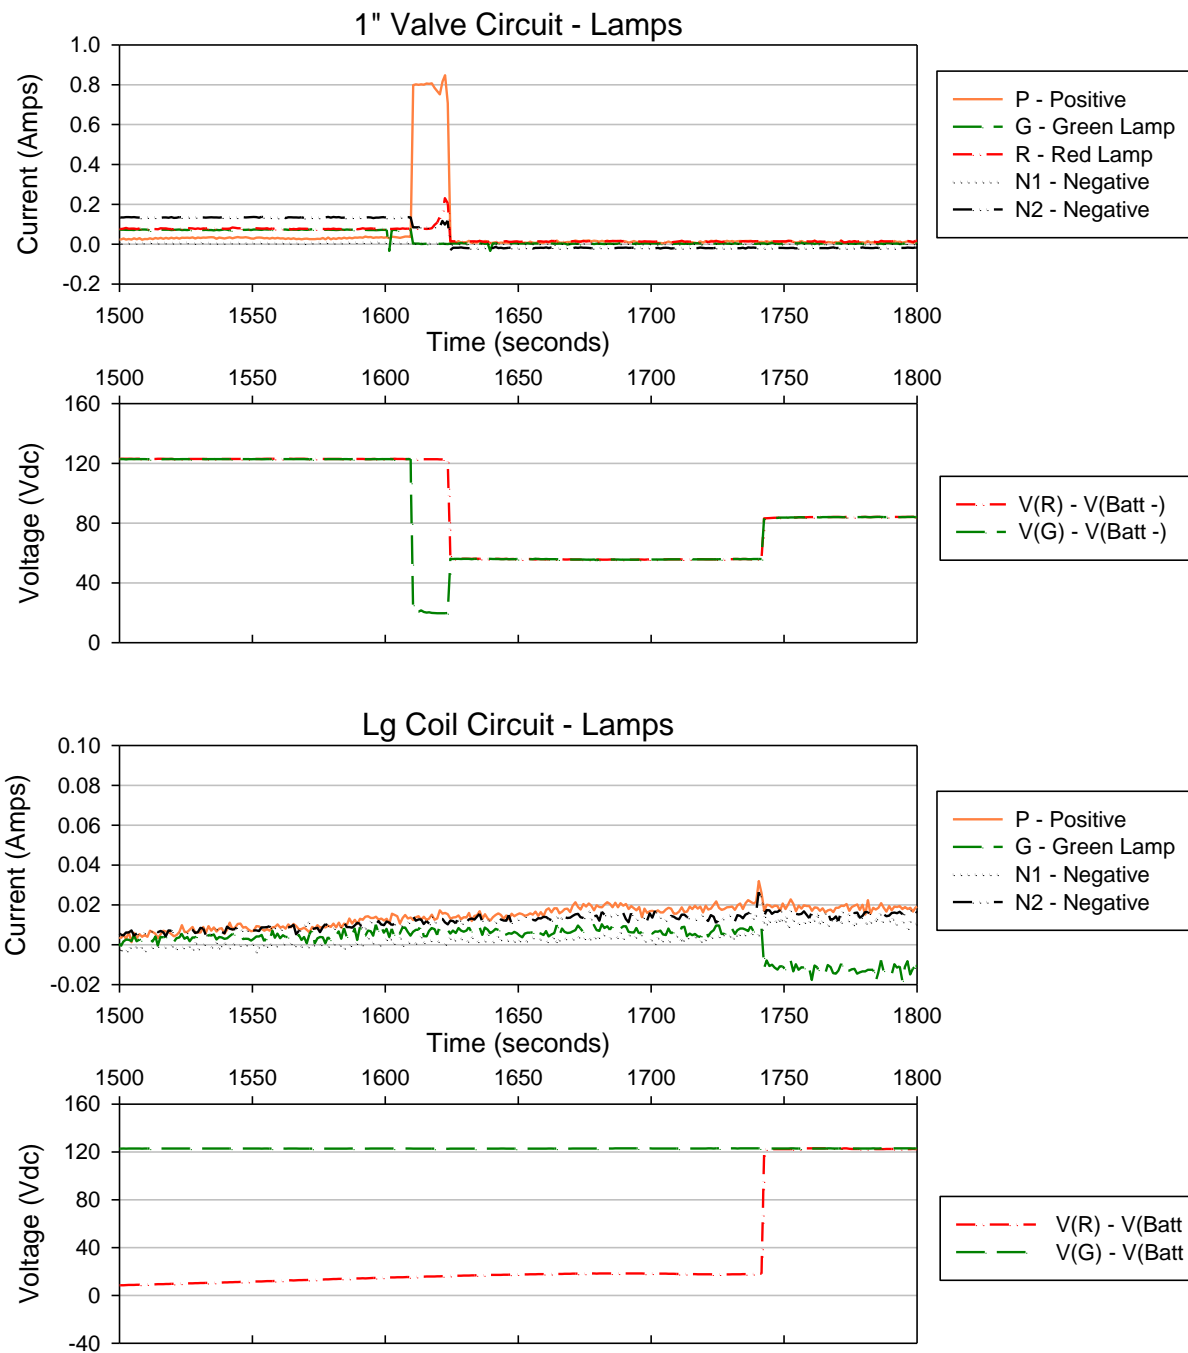 1" Valve Circuit - Lamps
Current (Amps)
1.0
0.8
0.6
0.4
0.2
0.0
-0.2
1500 1550 1600 1650 1700 1750 1800
Time (seconds)
P - Positive
G - Green Lamp
R - Red Lamp
N1 - Negative
N2 - Negative
1500 1550 1600 1650 1700 1750 1800
Voltage (Vdc)
160
120
80
40
0
V(R) - V(Batt -)
V(G) - V(Batt -)
Lg Coil Circuit - Lamps
Current (Amps)
0.10
0.08
0.06
0.04
0.02
0.00
-0.02
1500 1550 1600 1650 1700 1750 1800
Time (seconds)
P - Positive
G - Green Lamp
N1 - Negative
N2 - Negative
1500 1550 1600 1650 1700 1750 1800
Voltage (Vdc)
160
120
80
40
0
-40
V(R) - V(Batt
V(G) - V(Batt